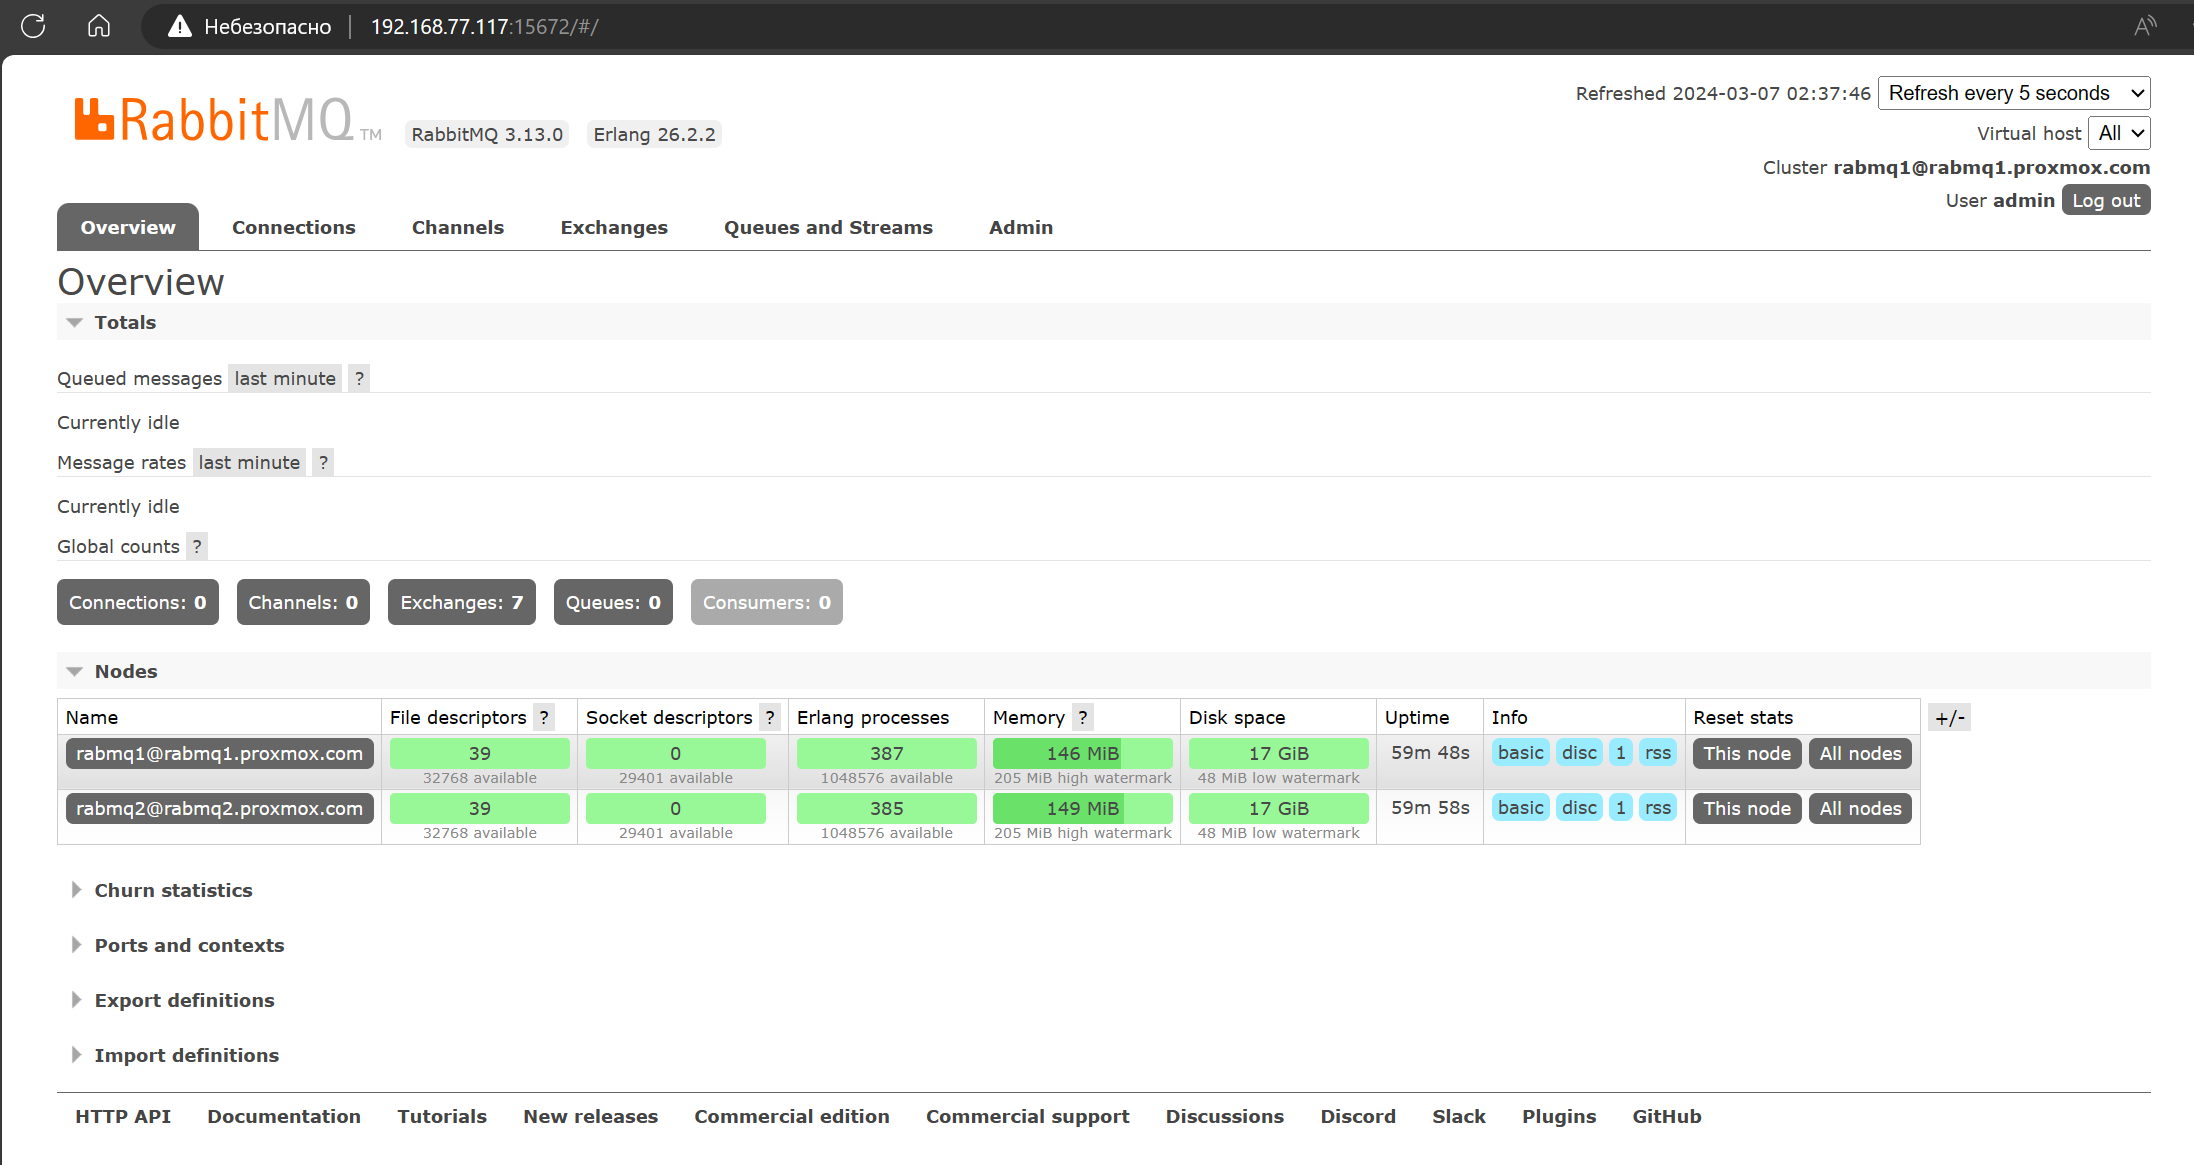 Небезопасно 192.168.77.117:15672/#/
Refreshed 2024-03-07 02:37:46 Refresh every 5 seconds
RabbitMQ TM RabbitMQ 3.13.0 Erlang 26.2.2
Virtual host All
Cluster rabmq1@rabmq1.proxmox.com
User admin Log out
Overview Connections Channels Exchanges Queues and Streams Admin
Overview
Totals
Queued messages last minute ?
Currently idle
Message rates last minute ?
Currently idle
Global counts ?
Connections: 0 Channels: 0 Exchanges: 7 Queues: 0 Consumers: 0
Nodes
Name File descriptors ? Socket descriptors ? Erlang processes Memory ? Disk space Uptime Info Reset stats +/-
rabmq1@rabmq1.proxmox.com 39 0 387 146 MiB 17 GiB 59m 48s basic disc 1 rss This node All nodes
32768 available 29401 available 1048576 available 205 MiB high watermark 48 MiB low watermark
rabmq2@rabmq2.proxmox.com 39 0 385 149 MiB 17 GiB 59m 58s basic disc 1 rss This node All nodes
32768 available 29401 available 1048576 available 205 MiB high watermark 48 MiB low watermark
Churn statistics
Ports and contexts
Export definitions
Import definitions
HTTP API Documentation Tutorials New releases Commercial edition Commercial support Discussions Discord Slack Plugins GitHub